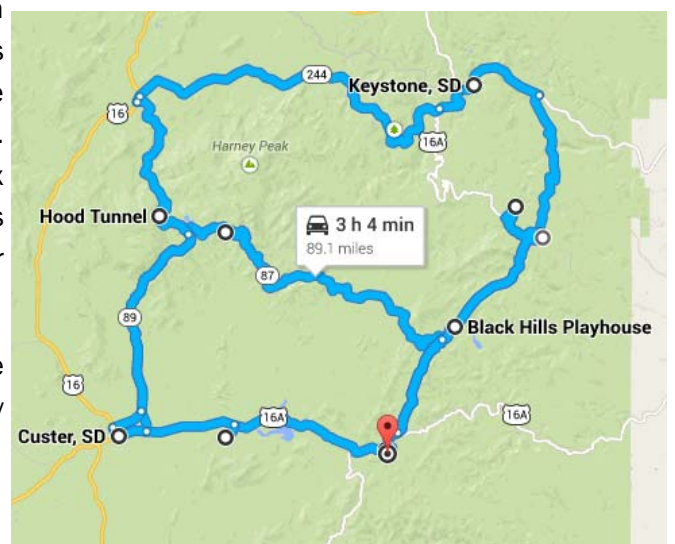 244
Keystone, SD
16
16A
Harney Peak
Hood Tunnel
3 h 4 min
89.1 miles
87
89
Black Hills Playhouse
16
16A
16A
Custer, SD